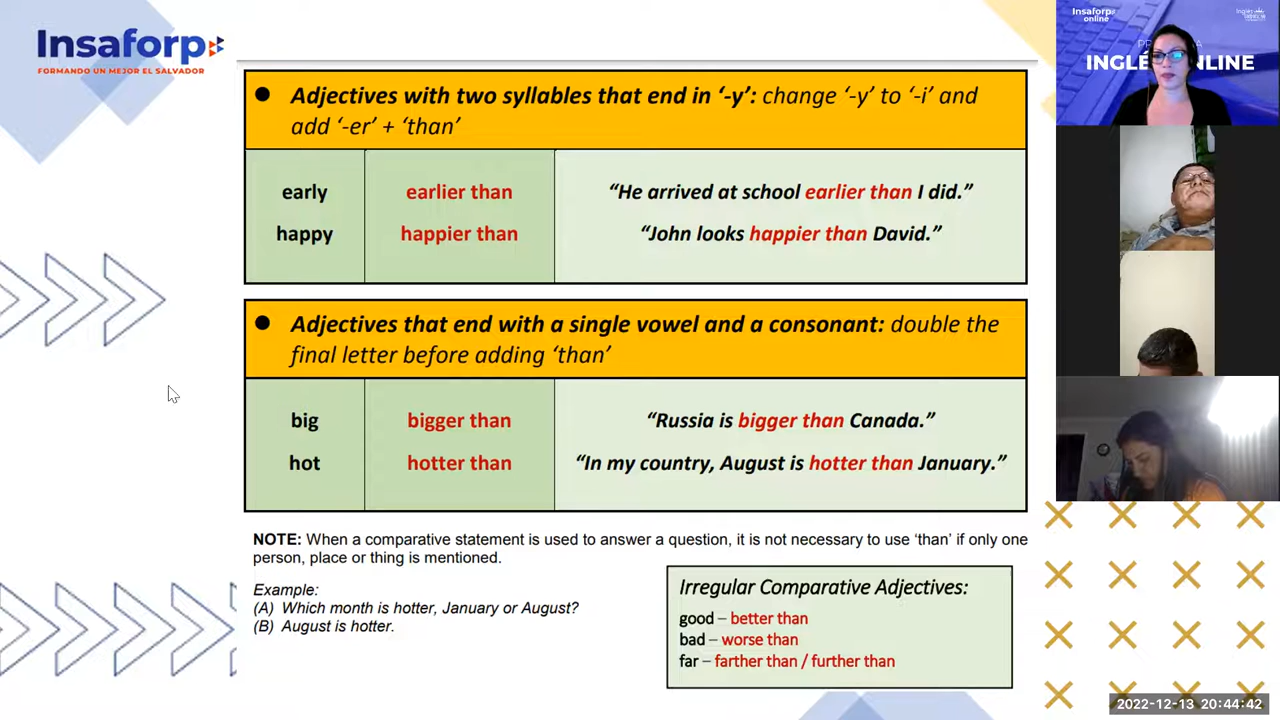 Insaforp
FORMANDO UN MEJOR EL SALVADOR
● Adjectives with two syllables that end in ‘-y’: change ‘-y’ to ‘-i’ and
add ‘-er’ + ‘than’
early earlier than “He arrived at school earlier than I did.”
happy happier than “John looks happier than David.”
● Adjectives that end with a single vowel and a consonant: double the
final letter before adding ‘than’
big bigger than “Russia is bigger than Canada.”
hot hotter than “In my country, August is hotter than January.”
NOTE: When a comparative statement is used to answer a question, it is not necessary to use ‘than’ if only one
person, place or thing is mentioned.
Example:
(A) Which month is hotter, January or August?
(B) August is hotter.
Irregular Comparative Adjectives:
good – better than
bad – worse than
far – farther than / further than
Insaforp
online
INGLÉ NLINE
2022-12-13 20:44:42